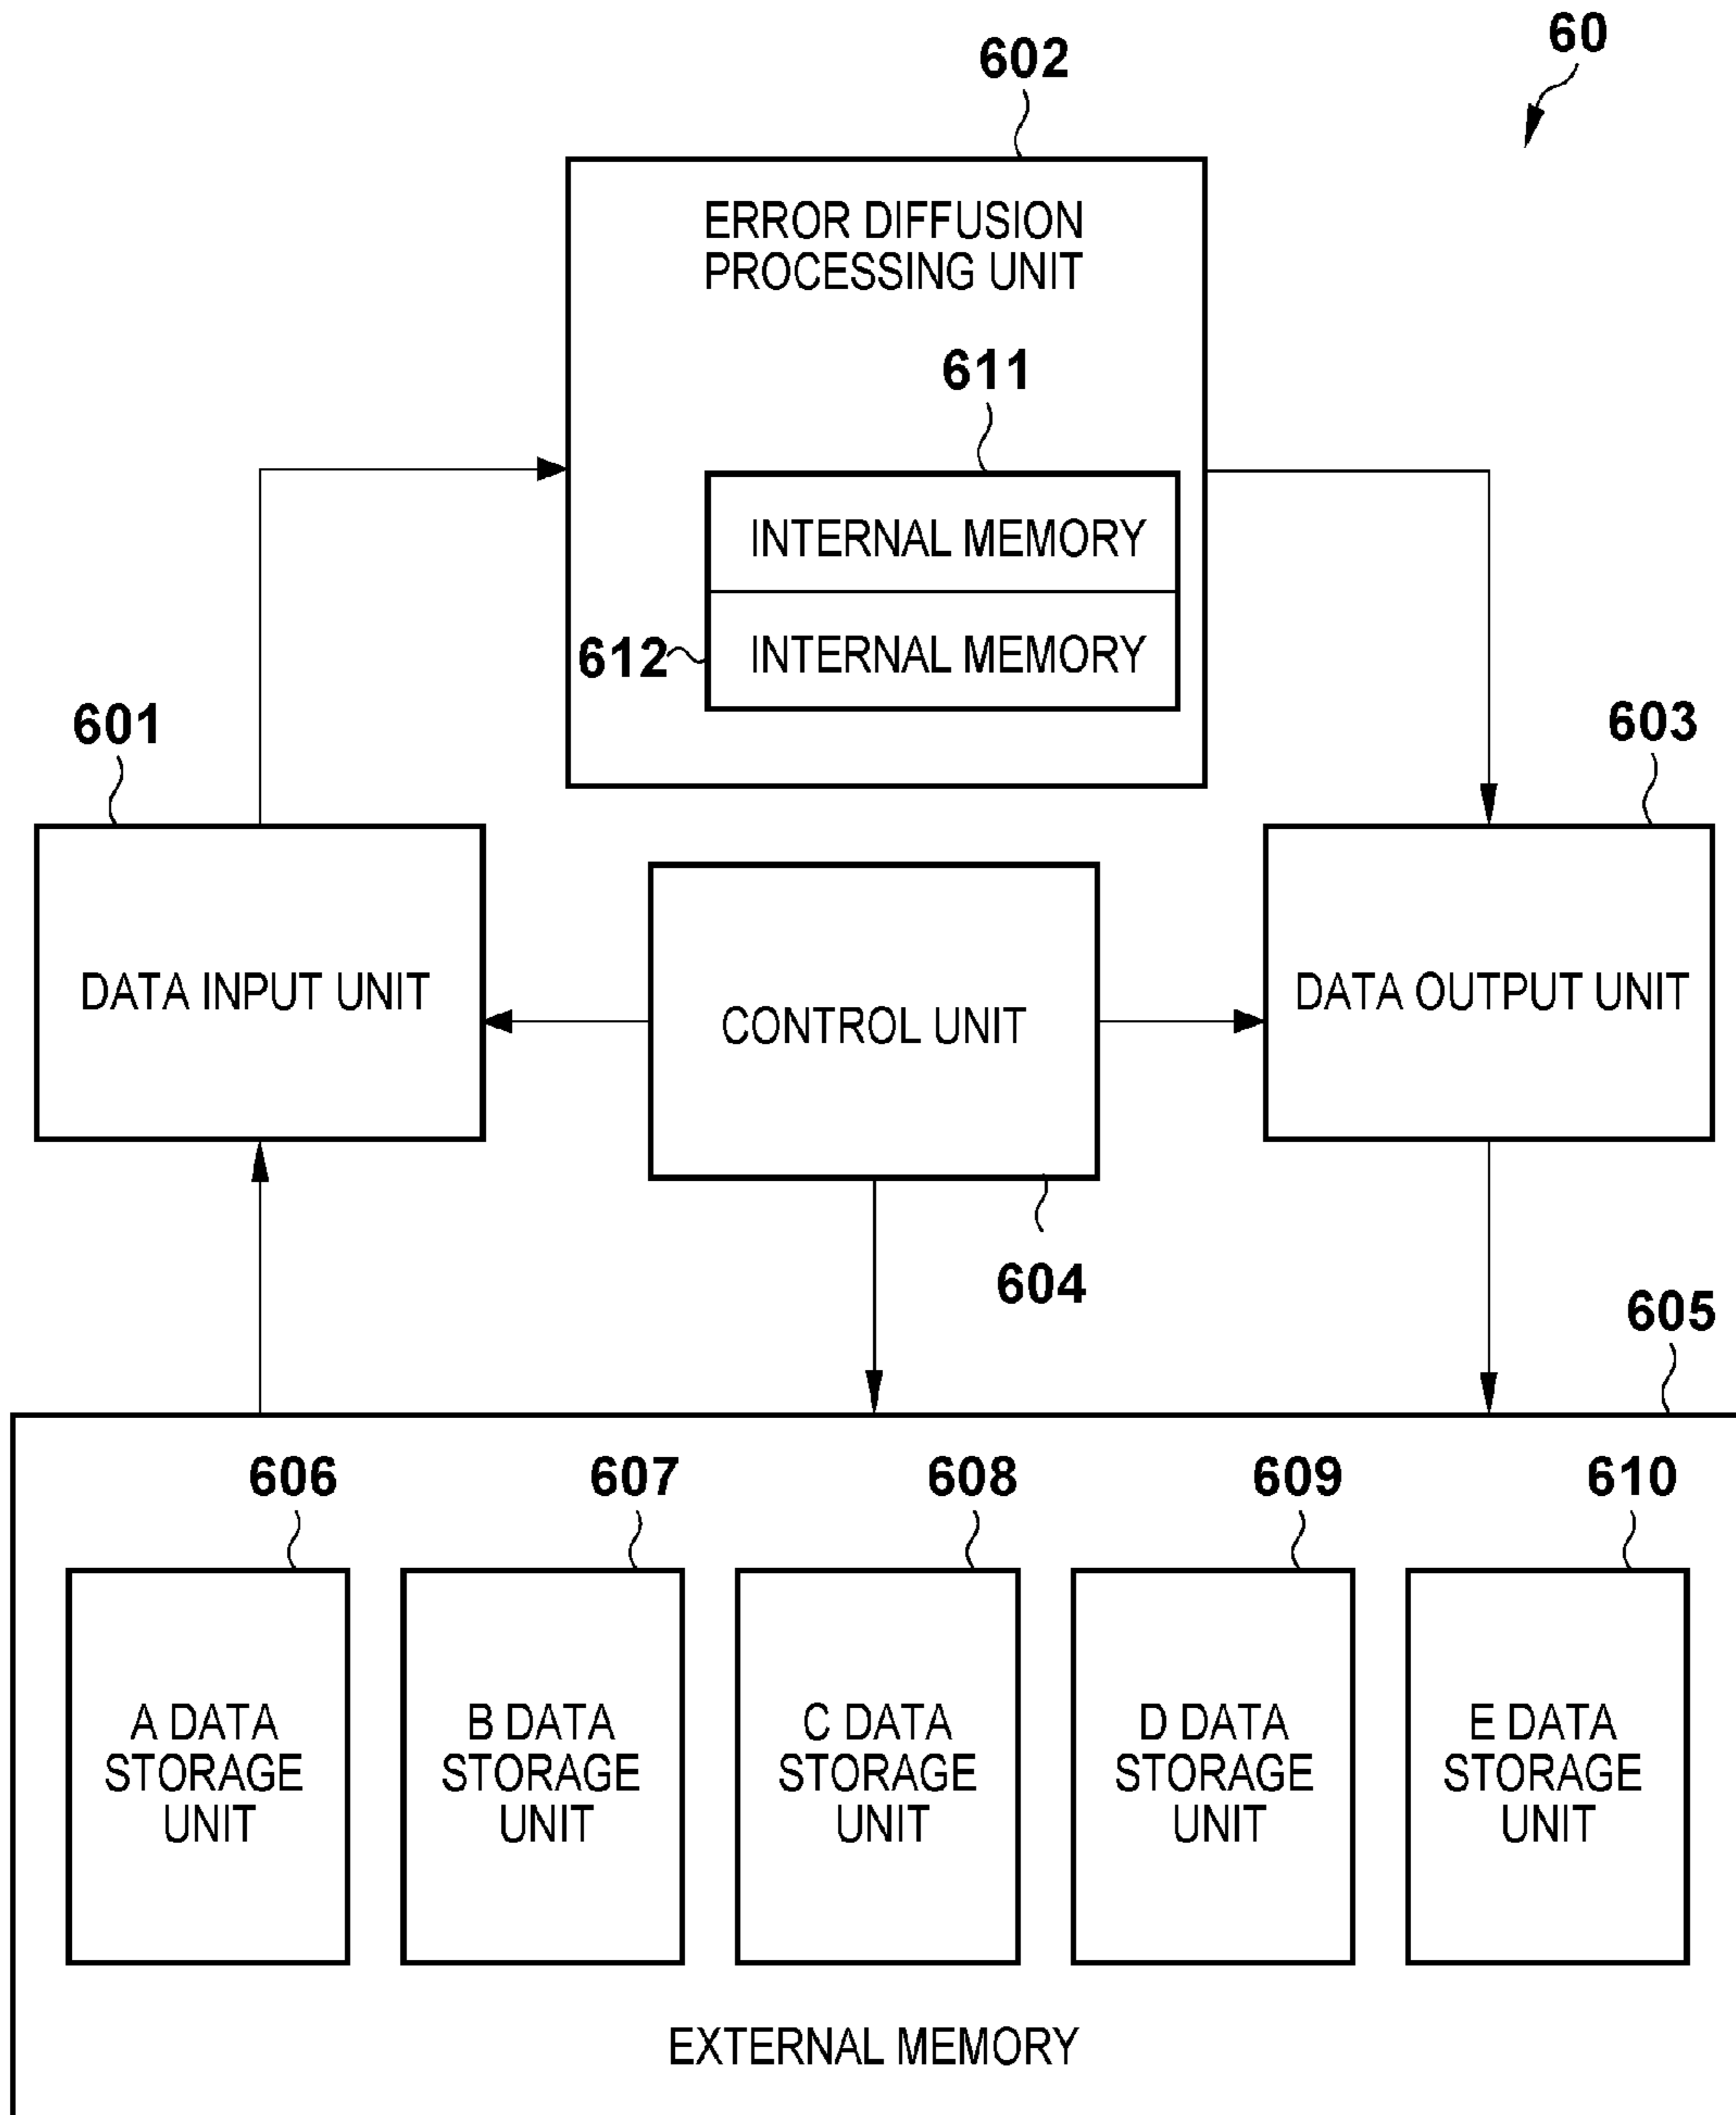 60
602
ERROR DIFFUSION
PROCESSING UNIT
611
INTERNAL MEMORY
612
INTERNAL MEMORY
601
603
DATA INPUT UNIT
CONTROL UNIT
DATA OUTPUT UNIT
604
605
606
607
608
609
610
A DATA
STORAGE
UNIT
B DATA
STORAGE
UNIT
C DATA
STORAGE
UNIT
D DATA
STORAGE
UNIT
E DATA
STORAGE
UNIT
EXTERNAL MEMORY